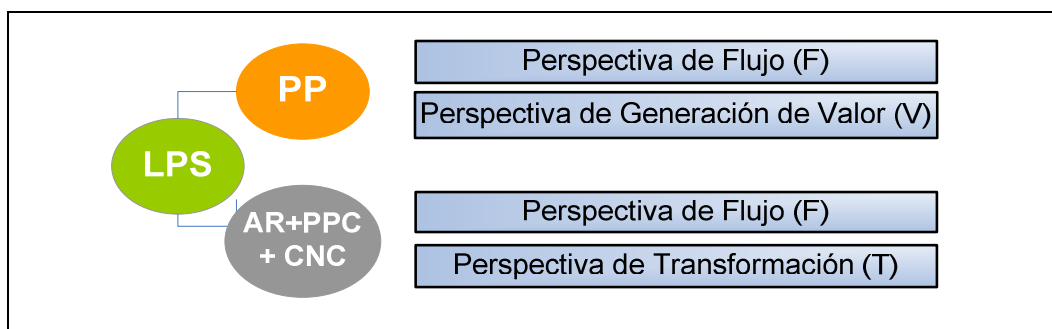 PP
Perspectiva de Flujo (F)
Perspectiva de Generación de Valor (V)
LPS
AR+PPC
+ CNC
Perspectiva de Flujo (F)
Perspectiva de Transformación (T)